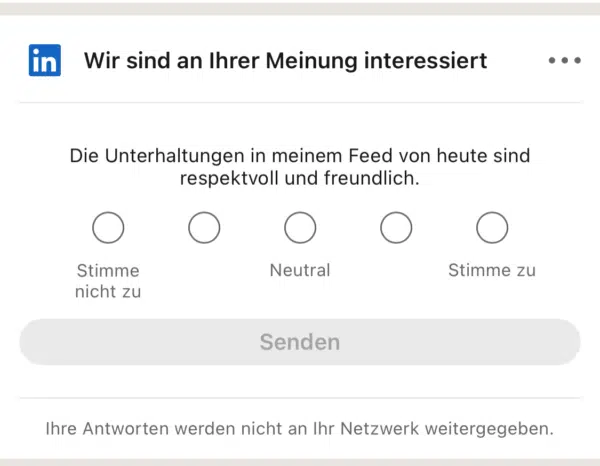 in Wir sind an Ihrer Meinung interessiert
Die Unterhaltungen in meinem Feed von heute sind
respektvoll und freundlich.
Stimme nicht zu
Neutral
Stimme zu
Senden
Ihre Antworten werden nicht an Ihr Netzwerk weitergegeben.